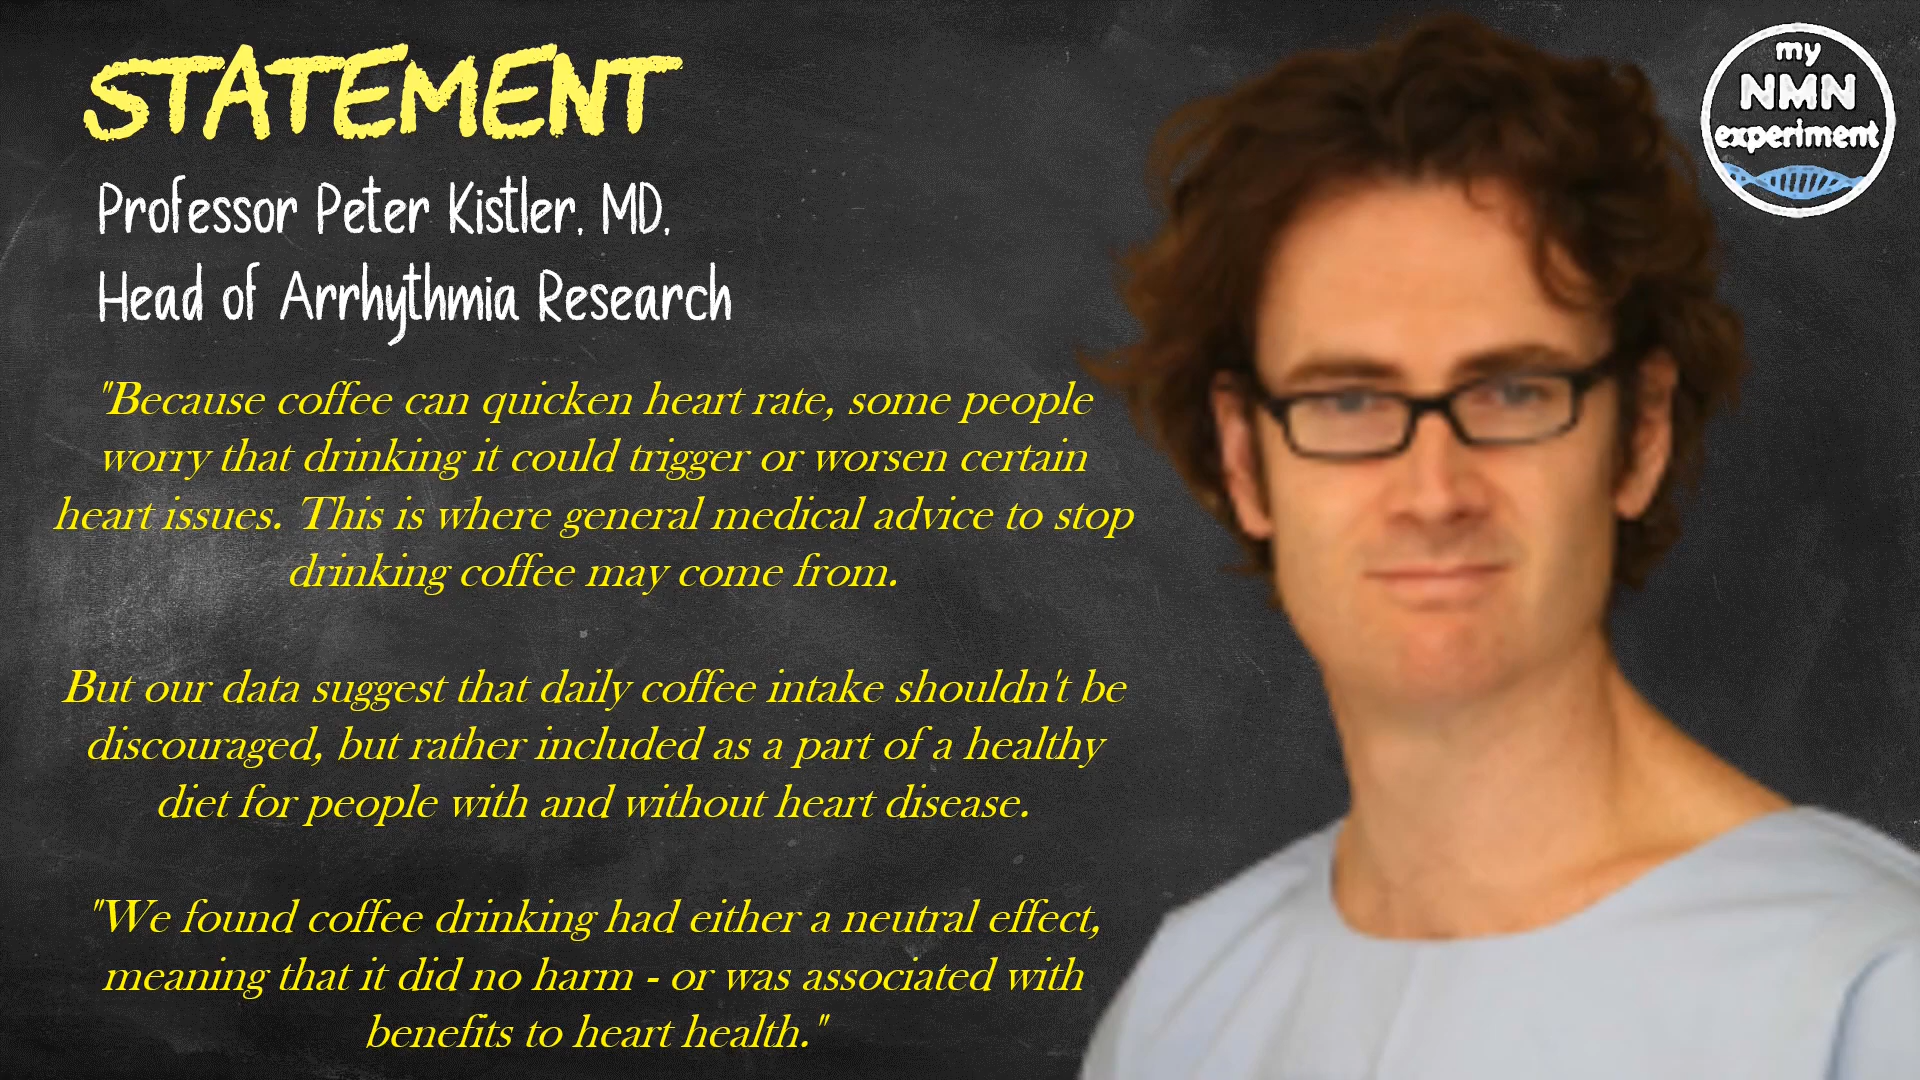 STATEMENT
Professor Peter Kistler, MD,
Head of Arrhythmia Research
"Because coffee can quicken heart rate, some people
worry that drinking it could trigger or worsen certain
heart issues. This is where general medical advice to stop
drinking coffee may come from.
But our data suggest that daily coffee intake shouldn't be
discouraged, but rather included as a part of a healthy
diet for people with and without heart disease.
"We found coffee drinking had either a neutral effect,
meaning that it did no harm - or was associated with
benefits to heart health."
my
NMN
experiment